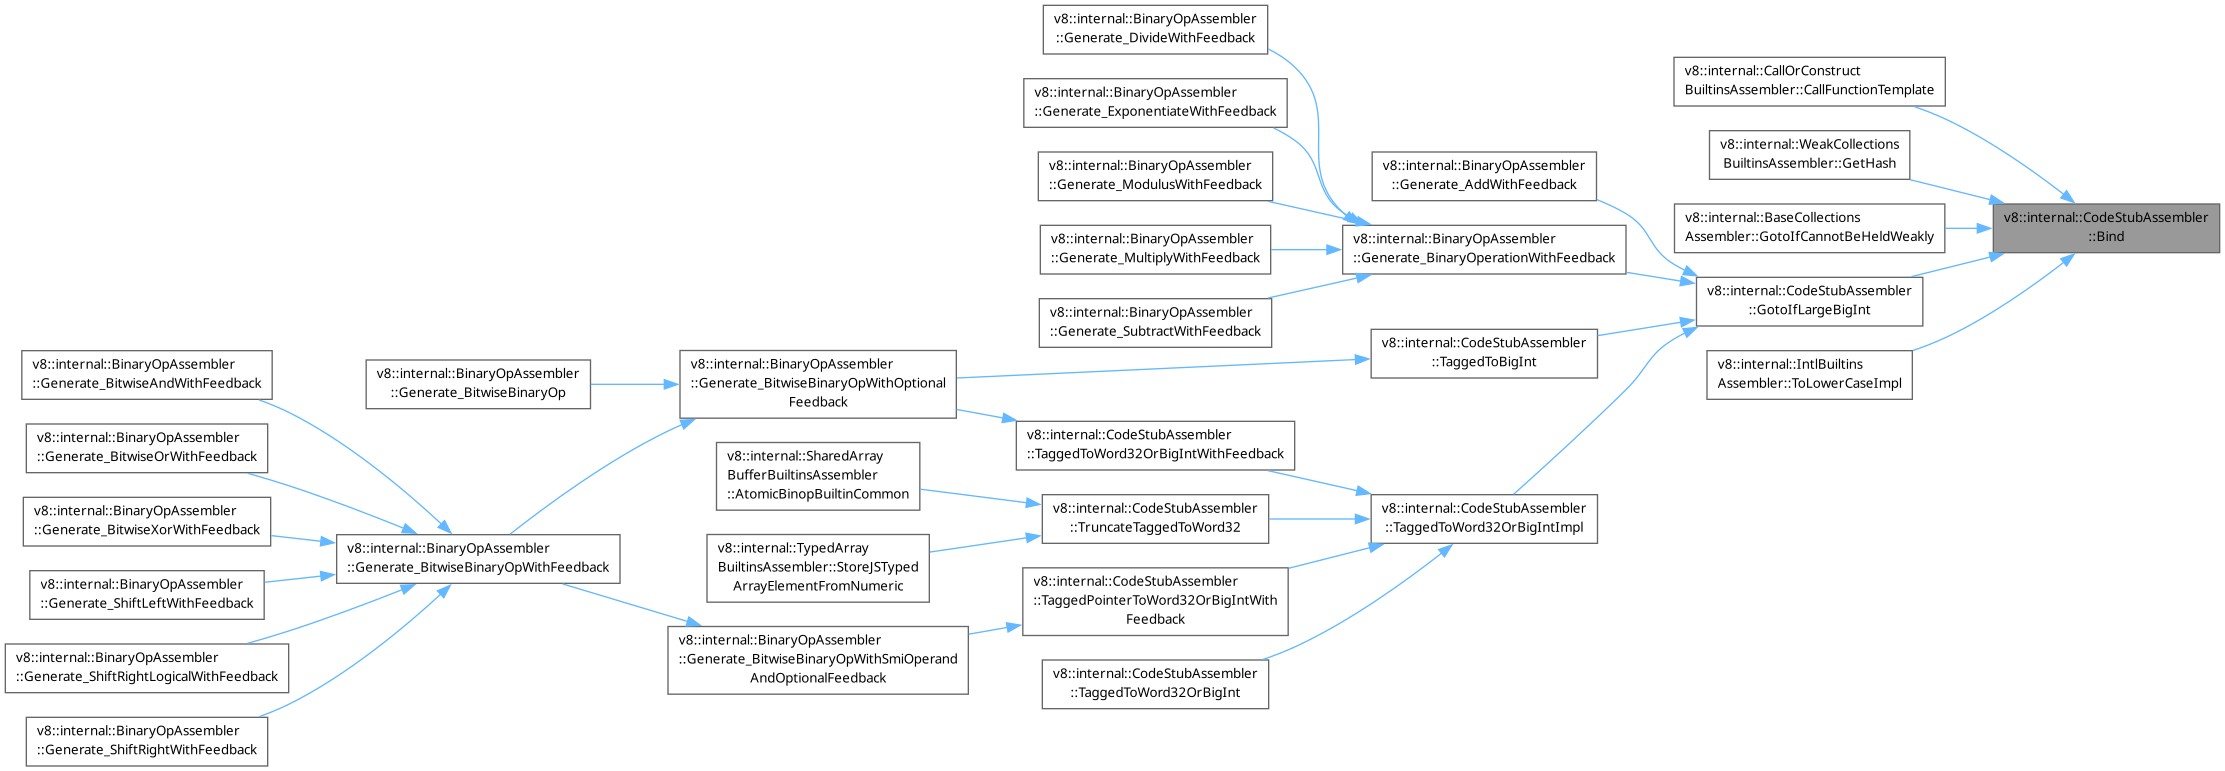 v8::internal::BinaryOpAssembler
::Generate_DivideWithFeedback
v8::internal::BinaryOpAssembler
::Generate_ExponentiateWithFeedback
v8::internal::BinaryOpAssembler
::Generate_ModulusWithFeedback
v8::internal::BinaryOpAssembler
::Generate_MultiplyWithFeedback
v8::internal::BinaryOpAssembler
::Generate_SubtractWithFeedback
v8::internal::BinaryOpAssembler
::Generate_AddWithFeedback
v8::internal::BinaryOpAssembler
::Generate_BinaryOperationWithFeedback
v8::internal::CodeStubAssembler
::TaggedToBigInt
v8::internal::CallOrConstruct
BuiltinsAssembler::CallFunctionTemplate
v8::internal::WeakCollections
BuiltinsAssembler::GetHash
v8::internal::BaseCollections
Assembler::GotoIfCannotBeHeldWeakly
v8::internal::CodeStubAssembler
::GotoIfLargeBigInt
v8::internal::IntlBuiltins
Assembler::ToLowerCaseImpl
v8::internal::CodeStubAssembler
::Bind
v8::internal::BinaryOpAssembler
::Generate_BitwiseAndWithFeedback
v8::internal::BinaryOpAssembler
::Generate_BitwiseOrWithFeedback
v8::internal::BinaryOpAssembler
::Generate_BitwiseXorWithFeedback
v8::internal::BinaryOpAssembler
::Generate_ShiftLeftWithFeedback
v8::internal::BinaryOpAssembler
::Generate_ShiftRightLogicalWithFeedback
v8::internal::BinaryOpAssembler
::Generate_ShiftRightWithFeedback
v8::internal::BinaryOpAssembler
::Generate_BitwiseBinaryOp
v8::internal::BinaryOpAssembler
::Generate_BitwiseBinaryOpWithFeedback
v8::internal::BinaryOpAssembler
::Generate_BitwiseBinaryOpWithOptional
Feedback
v8::internal::SharedArray
BufferBuiltinsAssembler
::AtomicBinopBuiltinCommon
v8::internal::TypedArray
BuiltinsAssembler::StoreJSTyped
ArrayElementFromNumeric
v8::internal::BinaryOpAssembler
::Generate_BitwiseBinaryOpWithSmiOperand
AndOptionalFeedback
v8::internal::CodeStubAssembler
::TaggedToWord32OrBigIntWithFeedback
v8::internal::CodeStubAssembler
::TruncateTaggedToWord32
v8::internal::CodeStubAssembler
::TaggedPointerToWord32OrBigIntWith
Feedback
v8::internal::CodeStubAssembler
::TaggedToWord32OrBigInt
v8::internal::CodeStubAssembler
::TaggedToWord32OrBigIntImpl